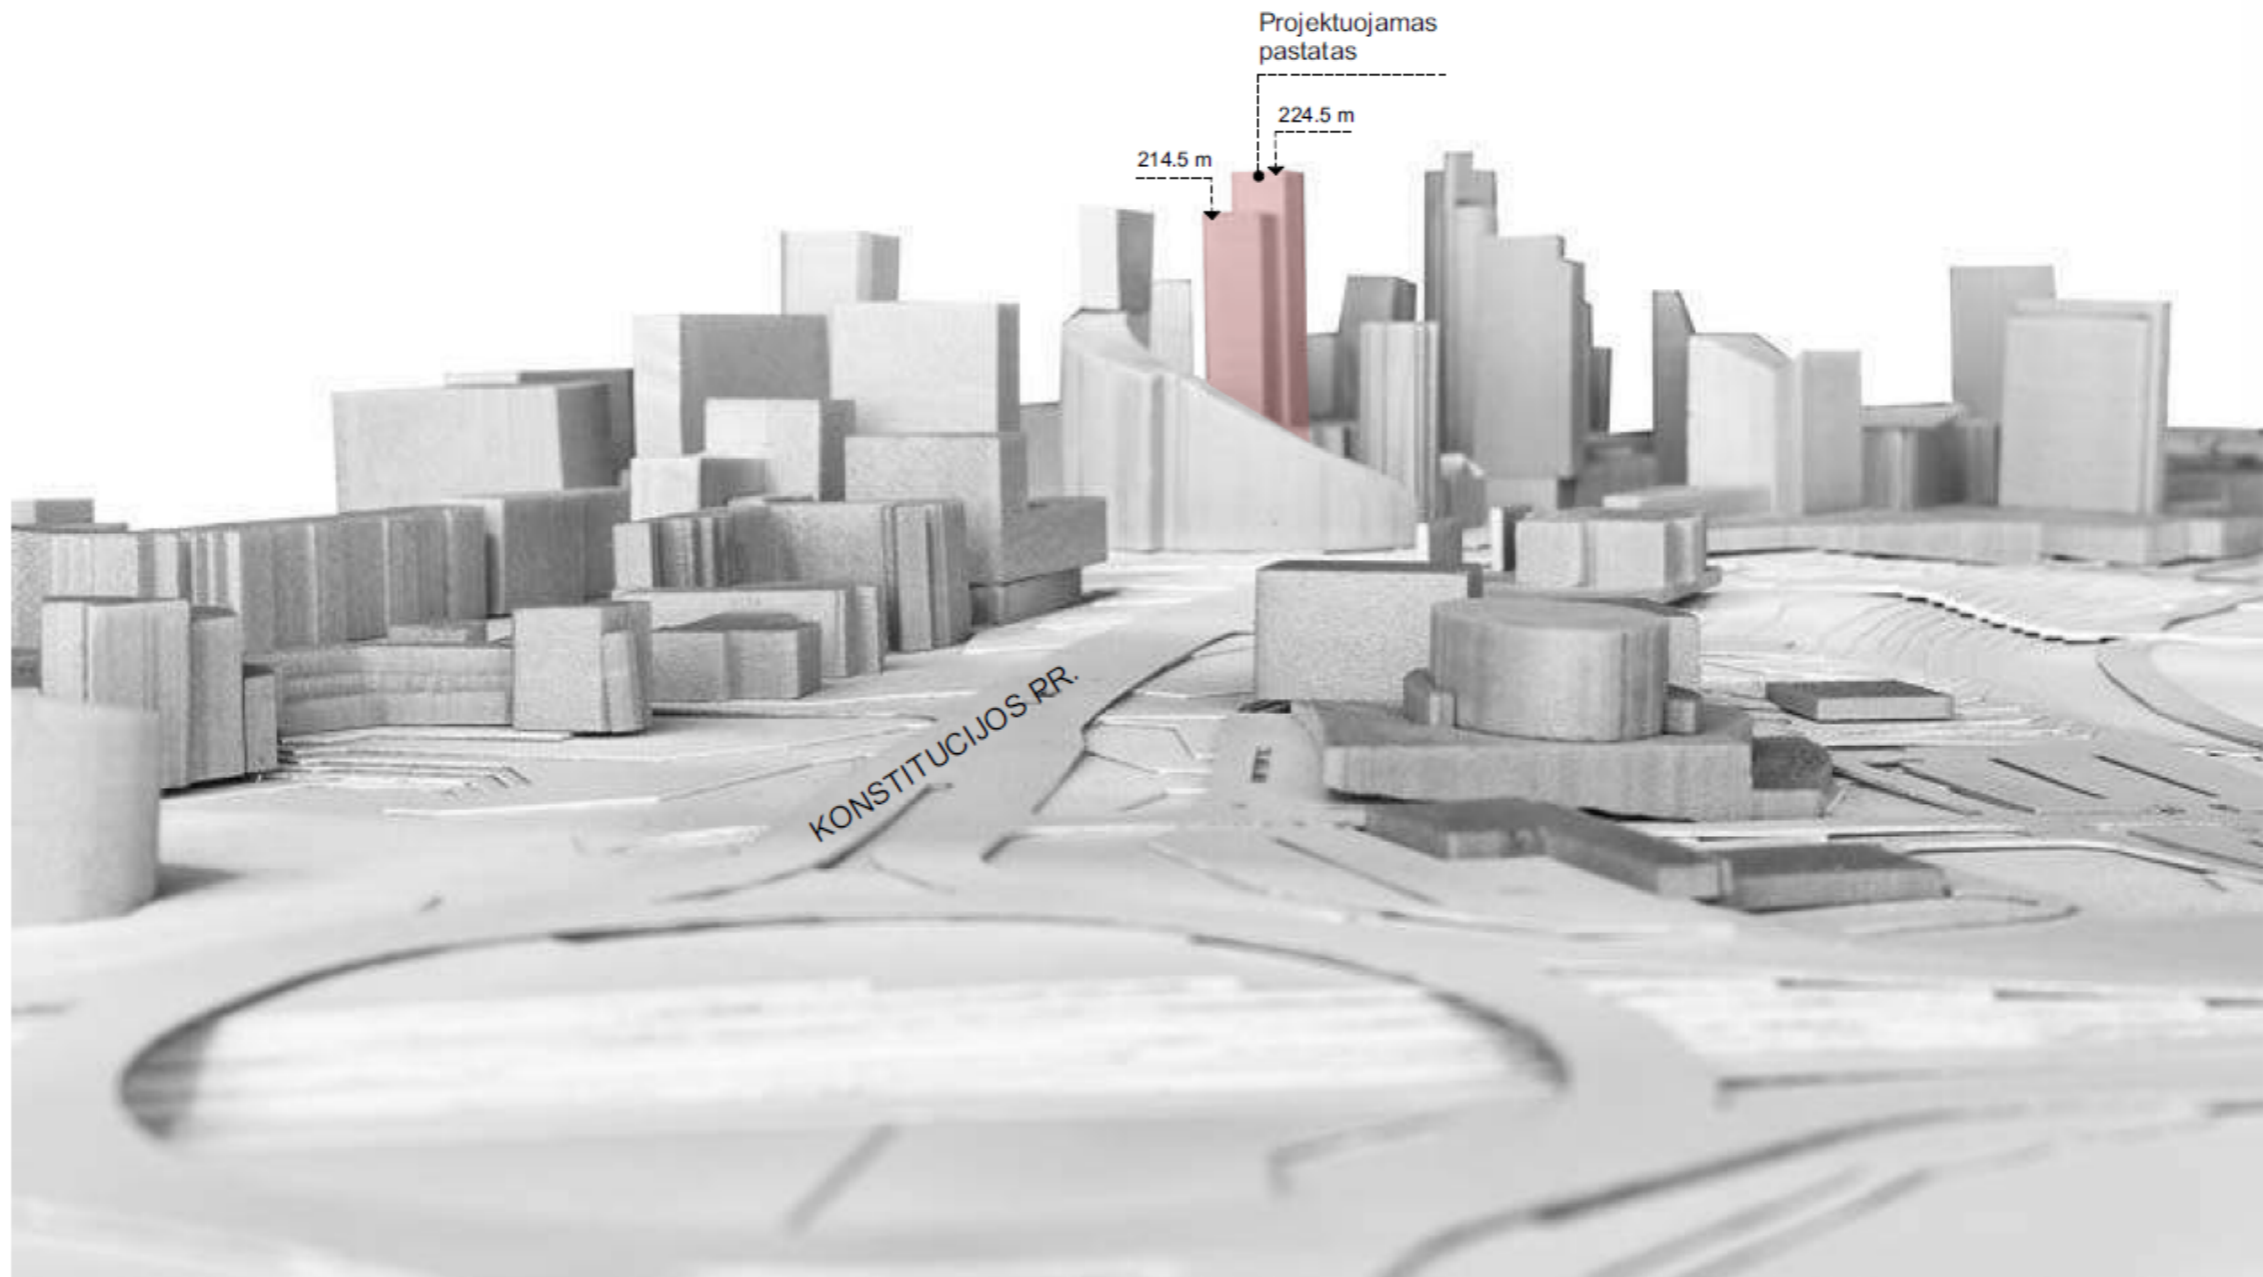 Projektuojamas
pastatas
224.5 m
214.5 m
KONSTITUCIJOS PR.